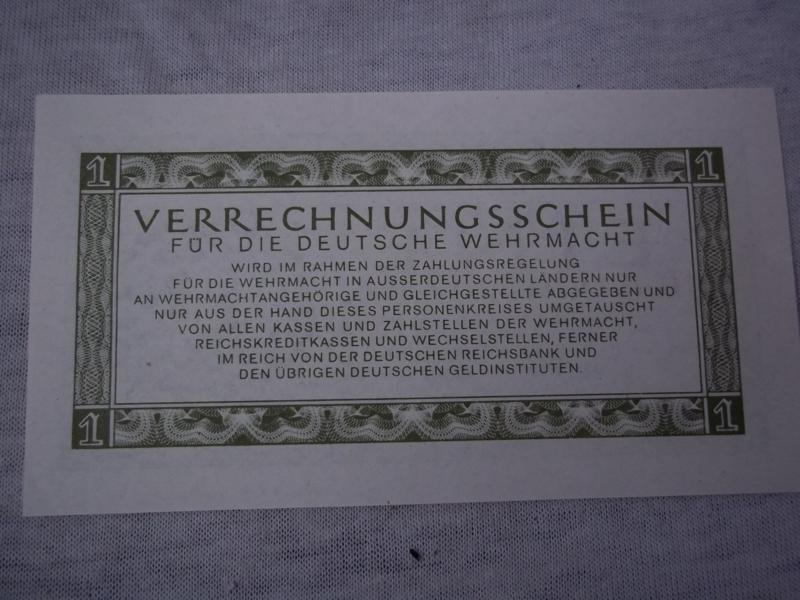 1 1
VERRECHNUNGSSCHEIN
FÜR DIE DEUTSCHE WEHRMACHT
WIRD IM RAHMEN DER ZAHLUNGSREGELUNG
FÜR DIE WEHRMACHT IN AUSSERDEUTSCHEN LÄNDERN NUR
AN WEHRMACHTANGEHÖRIGE UND GLEICHGESTELLTE ABGEGEBEN UND
NUR AUS DER HAND DIESES PERSONENKREISES UMGETAUSCHT
VON ALLEN KASSEN UND ZAHLSTELLEN DER WEHRMACHT,
REICHSKREDITKASSEN UND WECHSELSTELLEN, FERNER
IM REICH VON DER DEUTSCHEN REICHSBANK UND
DEN ÜBRIGEN DEUTSCHEN GELDINSTITUTEN.
1 1